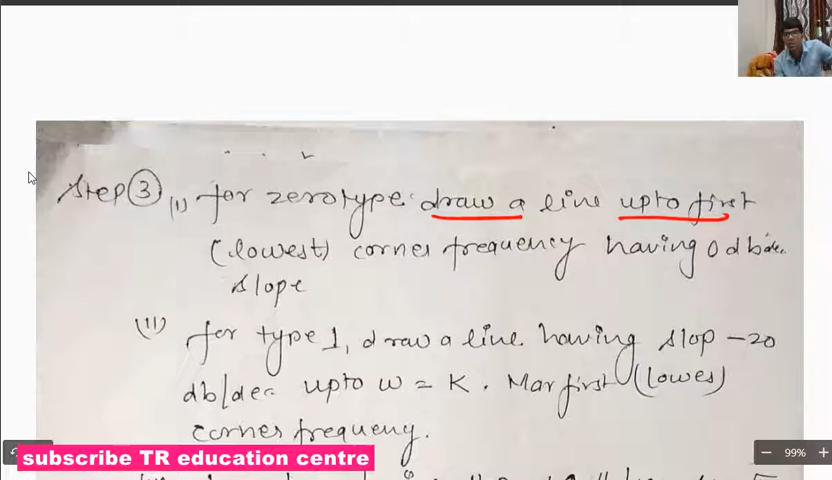 Step ③ (i) for zero type: draw a line upto first
(lowest) corner frequency having 0 db/dec.
slope
(ii) for type 1, draw a line having slop -20
db/dec upto w = K. Mar first (lowes)
corner frequency.
subscribe TR education centre
99%